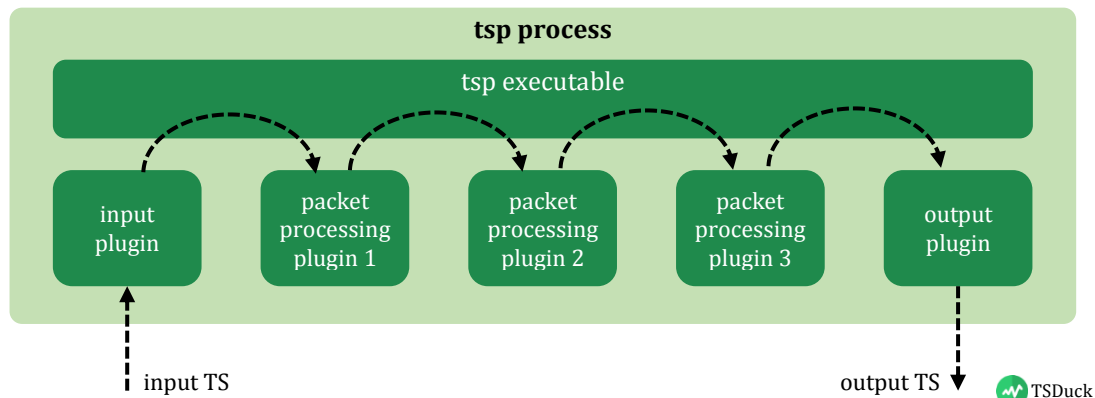 tsp process
tsp executable
input
plugin
packet
processing
plugin 1
packet
processing
plugin 2
packet
processing
plugin 3
output
plugin
input TS
output TS
TSDuck